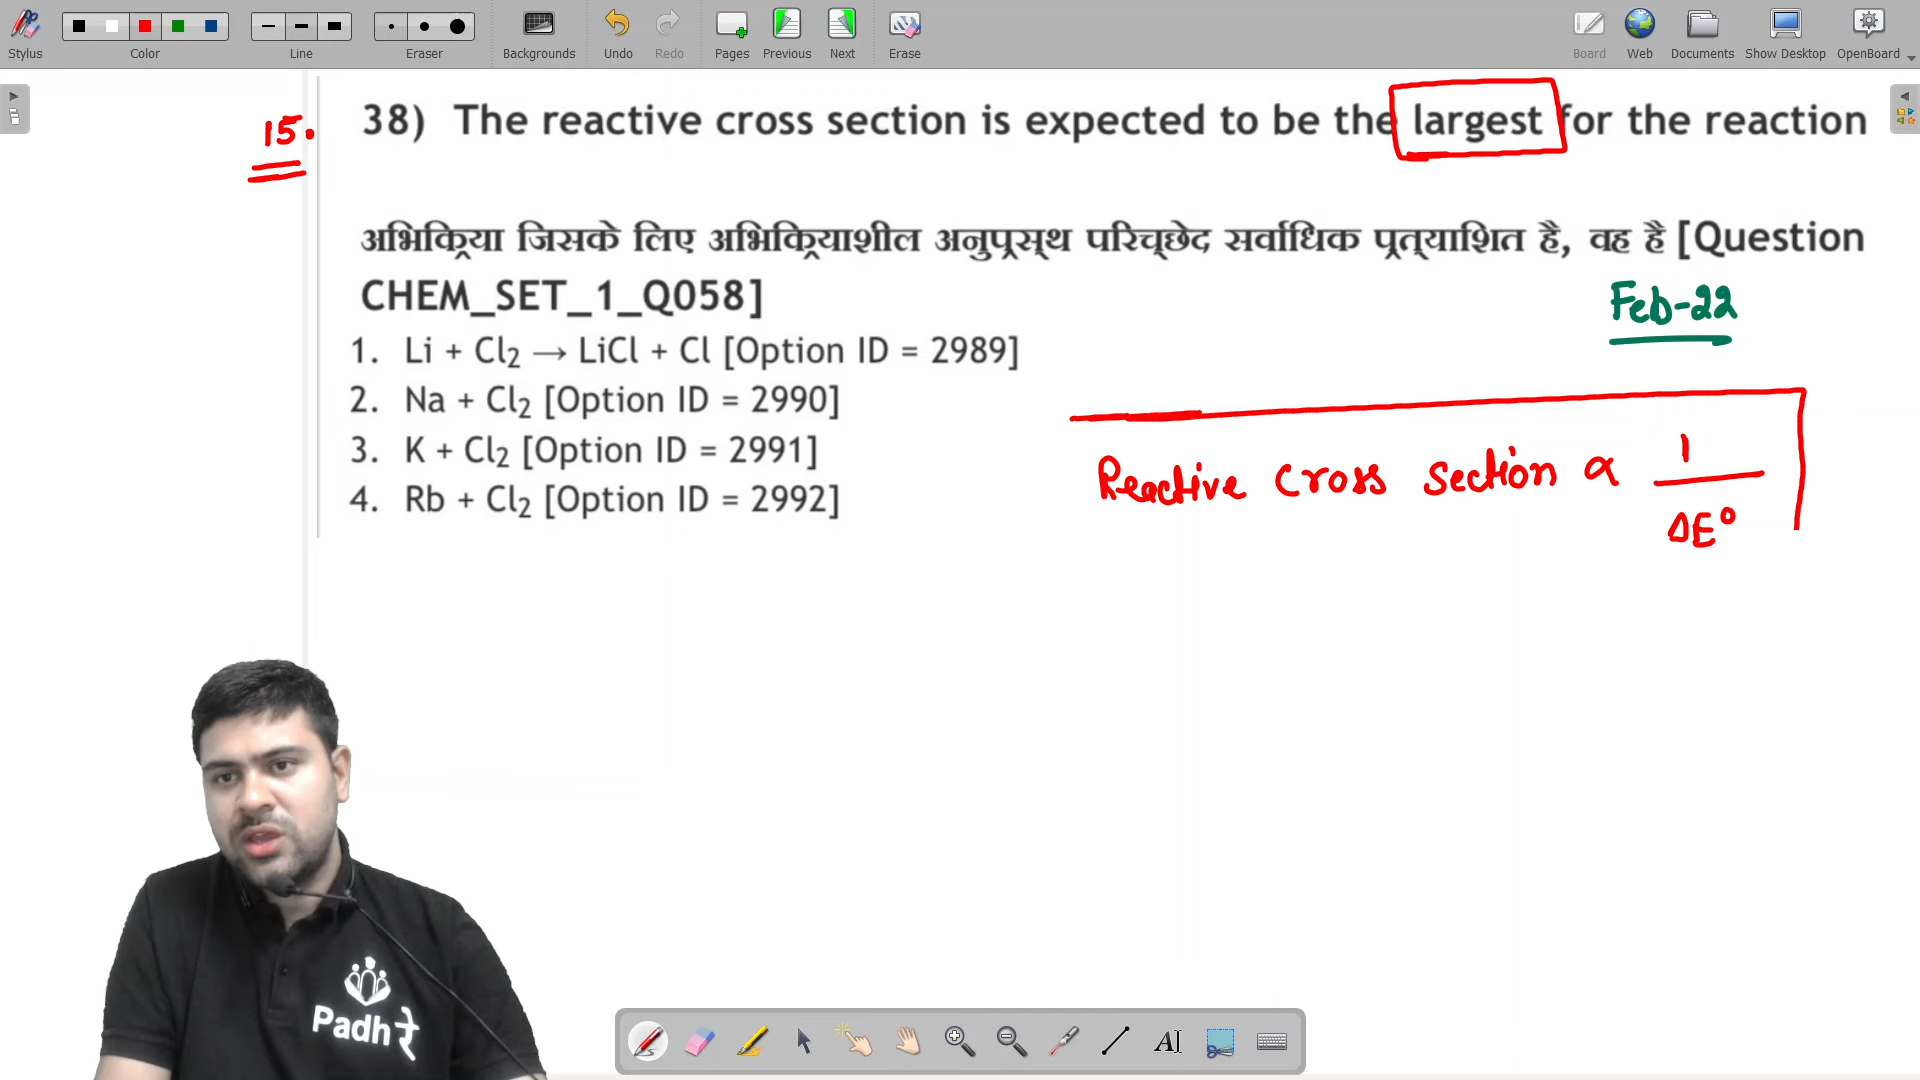 Stylus
Color
Line
Eraser
Backgrounds
Undo
Redo
Pages
Previous
Next
Erase
Board
Web
Documents
Show Desktop
OpenBoard
15.
38) The reactive cross section is expected to be the largest for the reaction
अभिक्रिया जिसके लिए अभिक्रियाशील अनुप्रस्थ परिच्छेद सर्वाधिक प्रत्याशित है, वह है [Question
CHEM_SET_1_Q058]
Feb-22
1. Li + Cl₂ → LiCl + Cl [Option ID = 2989]
2. Na + Cl₂ [Option ID = 2990]
3. K + Cl₂ [Option ID = 2991]
4. Rb + Cl₂ [Option ID = 2992]
Reactive cross section α 1
ΔE°
Padhरे